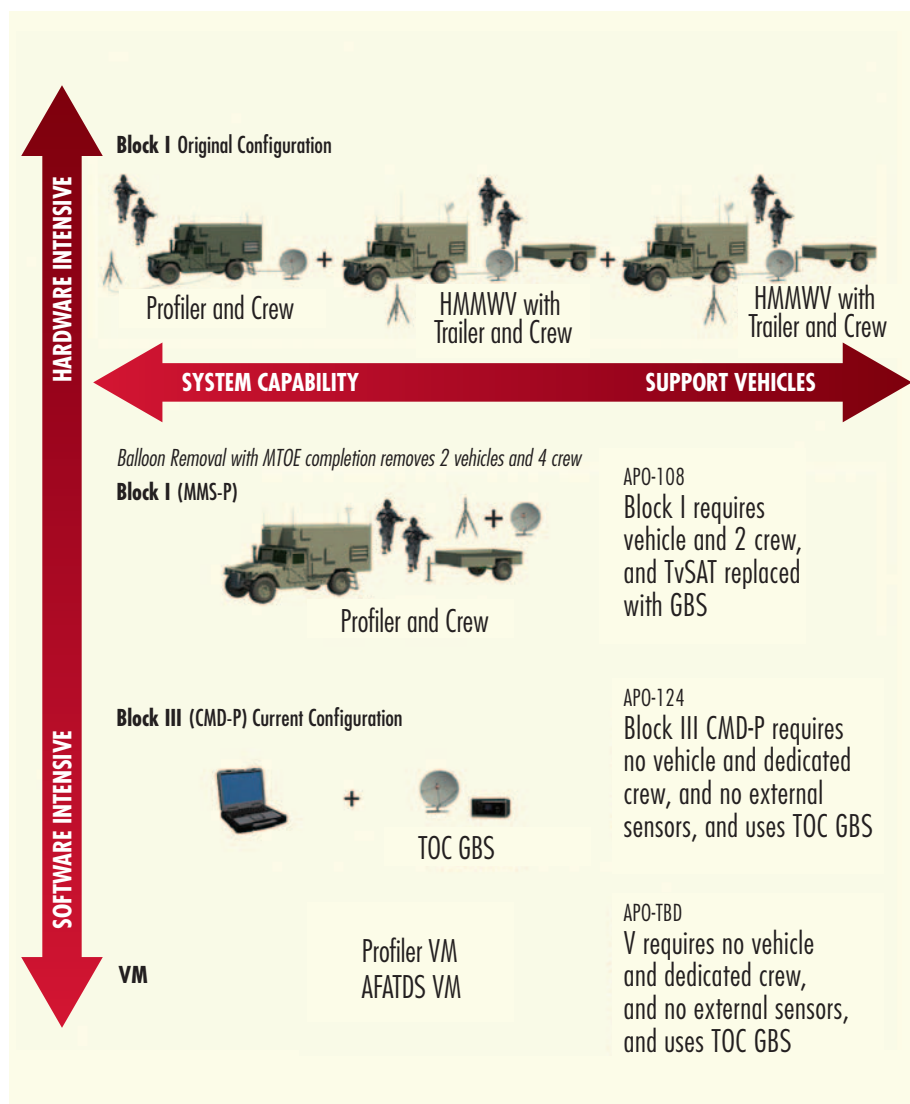 HARDWARE INTENSIVE
Block I Original Configuration
+
+
Profiler and Crew
HMMWV with
Trailer and Crew
HMMWV with
Trailer and Crew
SYSTEM CAPABILITY
SUPPORT VEHICLES
Balloon Removal with MTOE completion removes 2 vehicles and 4 crew
Block I (MMS-P)
+
Profiler and Crew
APO-108
Block I requires
vehicle and 2 crew,
and TvSAT replaced
with GBS
SOFTWARE INTENSIVE
Block III (CMD-P) Current Configuration
+
TOC GBS
APO-124
Block III CMD-P requires
no vehicle and dedicated
crew, and no external
sensors, and uses TOC GBS
VM
Profiler VM
AFATDS VM
APO-TBD
V requires no vehicle
and dedicated crew,
and no external sensors,
and uses TOC GBS